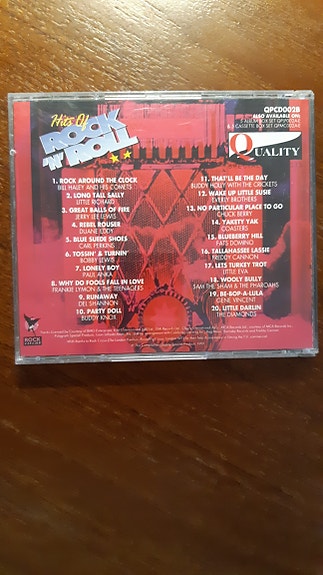 Hits Of
ROCK
'N' ROLL
QPCD002B
ALSO AVAILABLE ON:
QUALITY
1. ROCK AROUND THE CLOCK
BILL HALEY AND HIS COMETS
2. LONG TALL SALLY
LITTLE RICHARD
3. GREAT BALLS OF FIRE
JERRY LEE LEWIS
4. REBEL ROUSER
DUANE EDDY
5. BLUE SUEDE SHOES
CARL PERKINS
6. TOSSIN' & TURNIN'
BOBBY LEWIS
7. LONELY BOY
PAUL ANKA
8. WHY DO FOOLS FALL IN LOVE
FRANKIE LYMON & THE TEENAGERS
9. RUNAWAY
DEL SHANNON
10. PARTY DOLL
BUDDY KNOX
11. THAT'LL BE THE DAY
BUDDY HOLLY WITH THE CRICKETS
12. WAKE UP LITTLE SUSIE
EVERLY BROTHERS
13. NO PARTICULAR PLACE TO GO
CHUCK BERRY
14. YAKETY YAK
COASTERS
15. BLUEBERRY HILL
FATS DOMINO
16. TALLAHASSEE LASSIE
FREDDY CANNON
17. LETS TURKEY TROT
LITTLE EVA
18. WOOLY BULLY
SAM THE SHAM & THE PHAROAHS
19. BE-BOP-A-LULA
GENE VINCENT
20. LITTLE DARLIN
THE DIAMONDS
ROCK